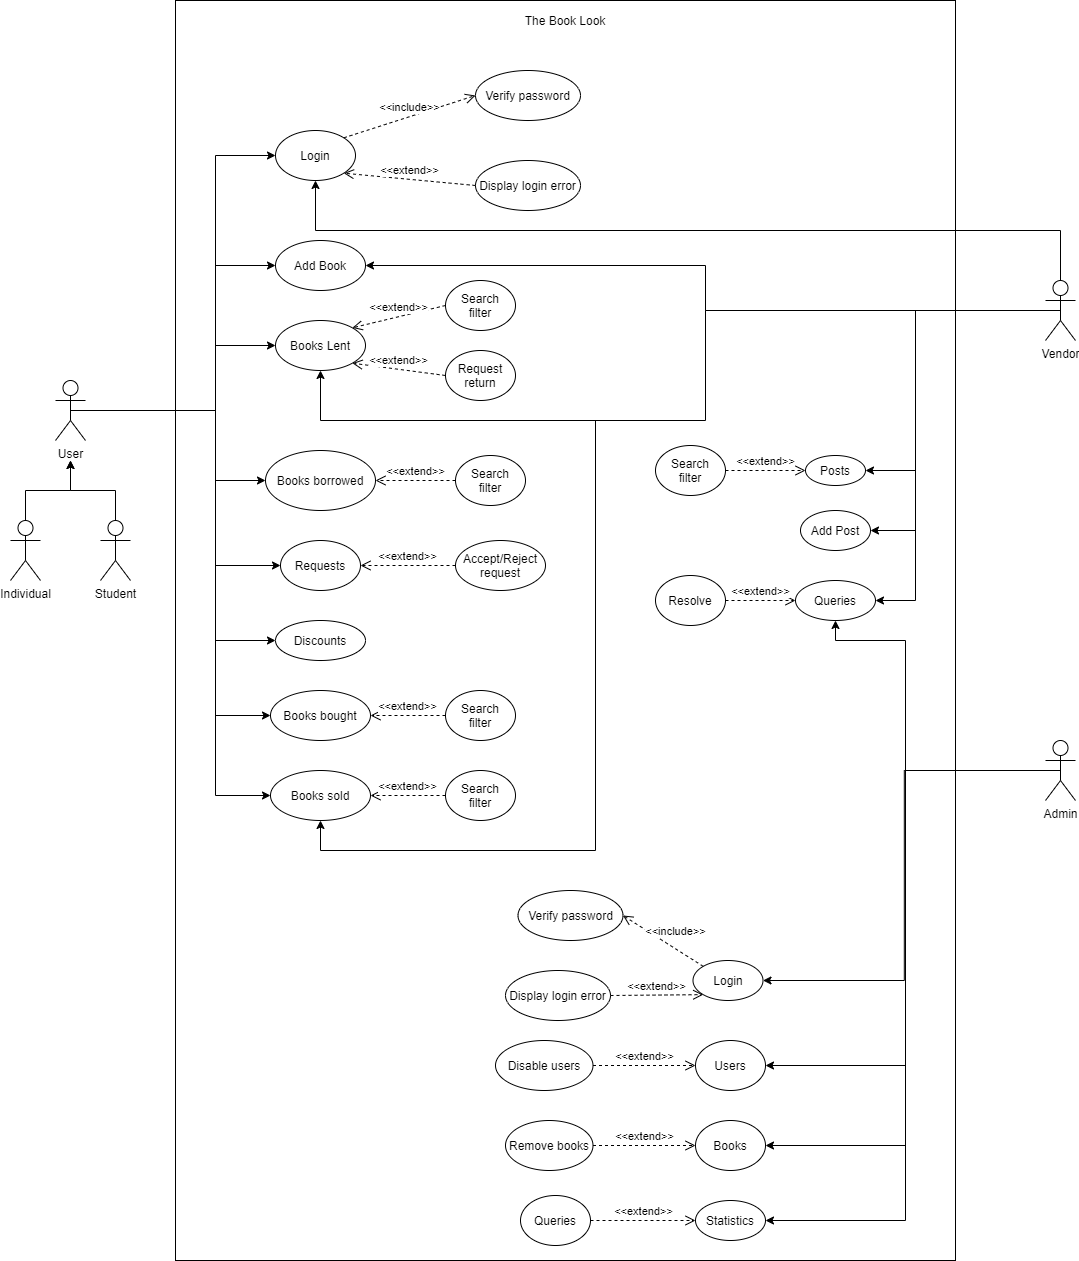 The Book Look
Verify password
<<include>>
Login
<<extend>>
Display login error
Add Book
Search
filter
<<extend>>
Books Lent
<<extend>>
Request
return
Vendor
User
Books borrowed
<<extend>>
Search
filter
Search
filter
<<extend>>
Posts
Add Post
Requests
<<extend>>
Accept/Reject
request
Individual
Student
Resolve
<<extend>>
Queries
Discounts
Books bought
<<extend>>
Search
filter
Books sold
<<extend>>
Search
filter
Admin
Verify password
<<include>>
Login
<<extend>>
Display login error
Disable users
<<extend>>
Users
Remove books
<<extend>>
Books
Queries
<<extend>>
Statistics